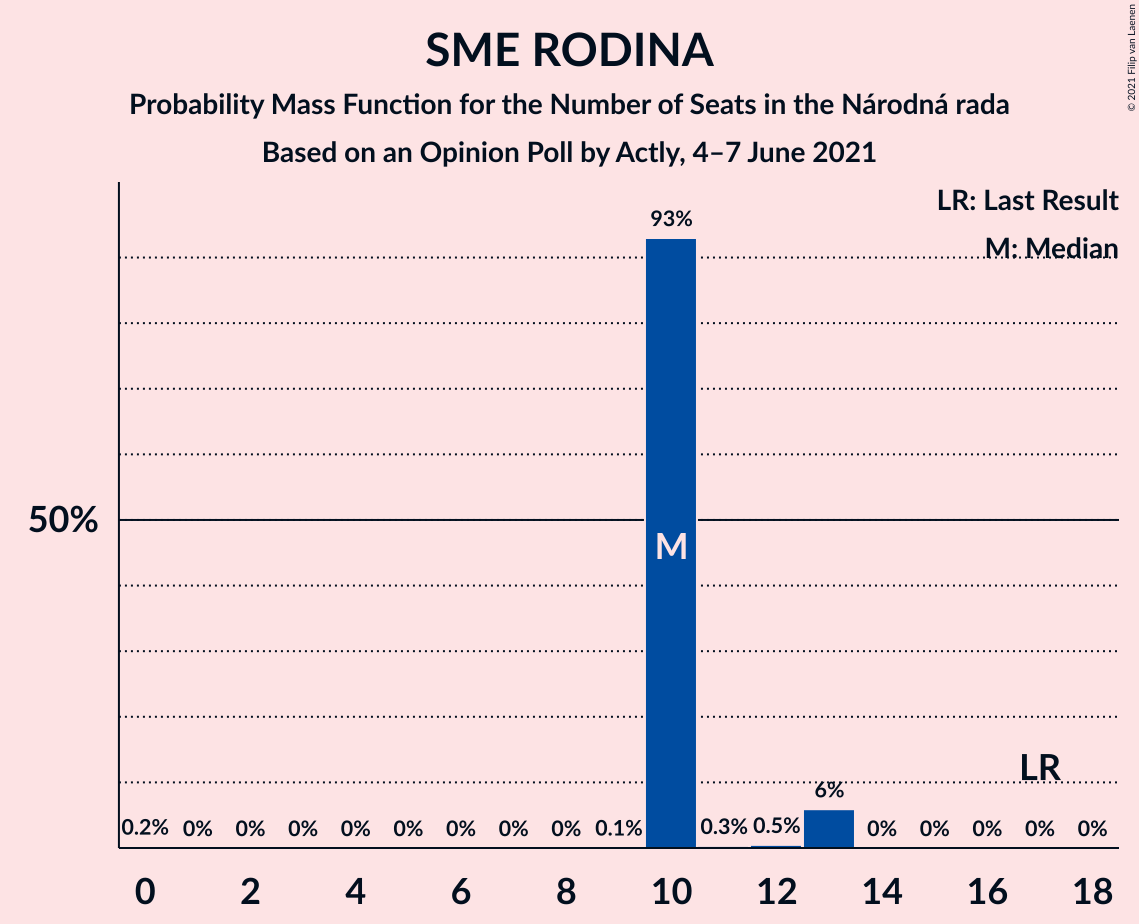 SME RODINA
Probability Mass Function for the Number of Seats in the Národná rada
Based on an Opinion Poll by Actly, 4–7 June 2021
© 2021 Filip van Laenen
LR: Last Result
M: Median
93%
50%
M
LR
6%
0.2% 0% 0% 0% 0% 0% 0% 0% 0% 0.1% 0.3% 0.5% 0% 0% 0% 0% 0%
0 2 4 6 8 10 12 14 16 18